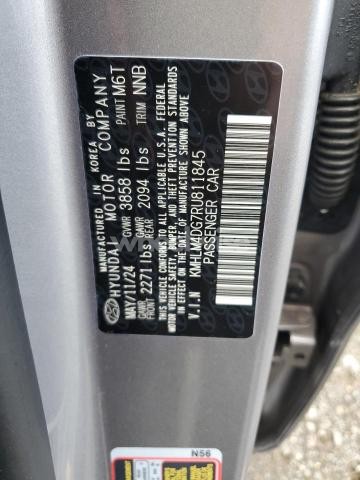 MANUFACTURED IN KOREA BY
HYUNDAI MOTOR COMPANY
MAY/11/24 GVWR 3858 lbs PAINT M6T
GAWR FRONT 2271 lbs GAWR REAR 2094 lbs TRIM NNB
THIS VEHICLE CONFORMS TO ALL APPLICABLE U.S.A. FEDERAL
MOTOR VEHICLE SAFETY, BUMPER, AND THEFT PREVENTION
STANDARDS IN EFFECT ON THE DATE OF MANUFACTURE
SHOWN ABOVE.
V.I.N KMHLM4DG7RU811845
PASSENGER CAR
N56